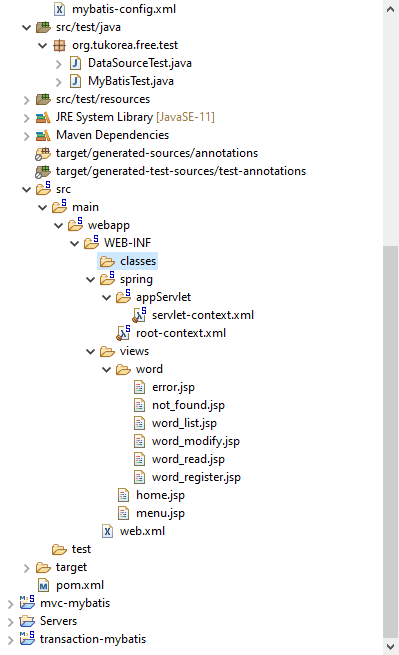 mybatis-config.xml
src/test/java
org.tukorea.free.test
DataSourceTest.java
MyBatisTest.java
src/test/resources
JRE System Library [JavaSE-11]
Maven Dependencies
target/generated-sources/annotations
target/generated-test-sources/test-annotations
src
main
webapp
WEB-INF
classes
spring
appServlet
servlet-context.xml
root-context.xml
views
word
error.jsp
not_found.jsp
word_list.jsp
word_modify.jsp
word_read.jsp
word_register.jsp
home.jsp
menu.jsp
web.xml
test
target
pom.xml
mvc-mybatis
Servers
transaction-mybatis